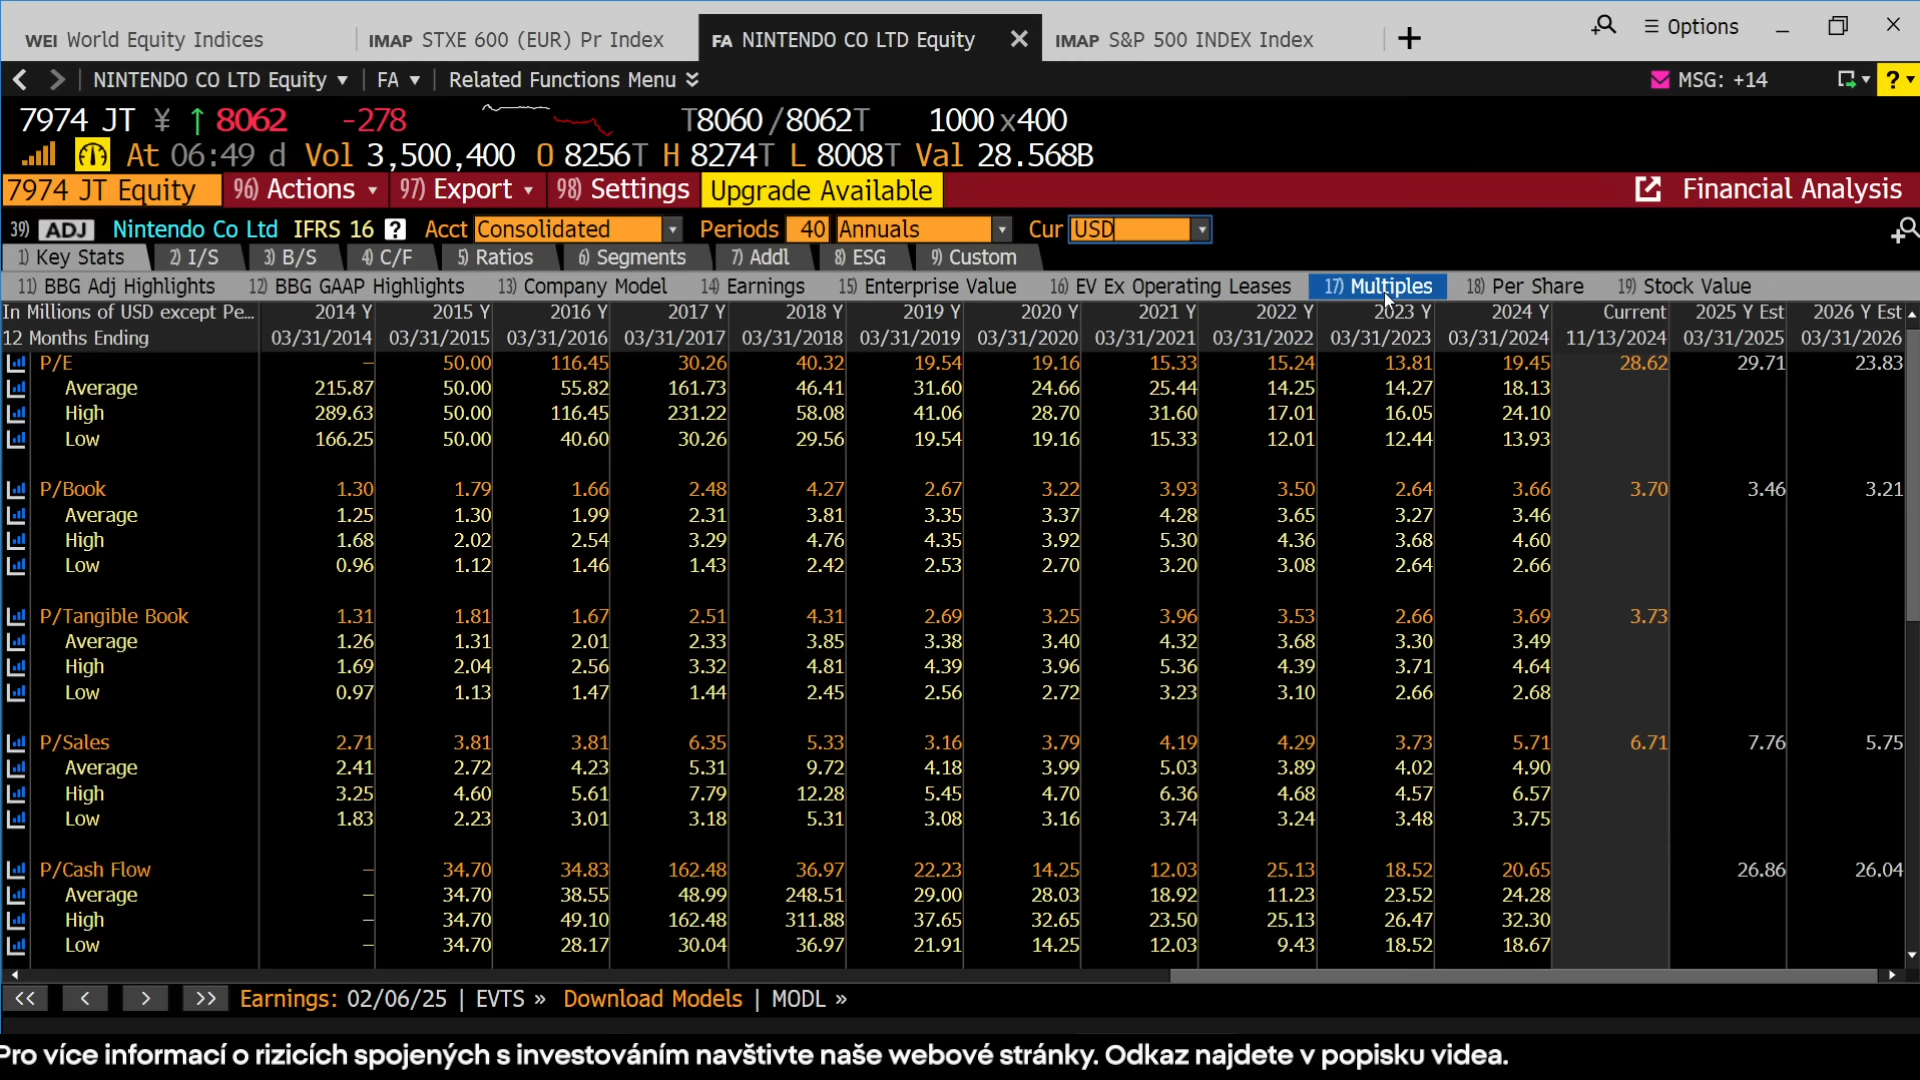 WEI World Equity Indices IMAP STXE 600 (EUR) Pr Index FA NINTENDO CO LTD Equity IMAP S&P 500 INDEX Index Options
NINTENDO CO LTD Equity FA Related Functions Menu MSG: +14 ?
7974 JT ¥ ↑ 8062 -278 T8060 /8062T 1000 x400
At 06:49 d Vol 3,500,400 O 8256T H 8274T L 8008T Val 28.568B
7974 JT Equity 96) Actions 97) Export 98) Settings Upgrade Available Financial Analysis
39) ADJ Nintendo Co Ltd IFRS 16 ? Acct Consolidated Periods 40 Annuals Cur USD
1) Key Stats 2) I/S 3) B/S 4) C/F 5) Ratios 6) Segments 7) Addl 8) ESG 9) Custom
11) BBG Adj Highlights 12) BBG GAAP Highlights 13) Company Model 14) Earnings 15) Enterprise Value 16) EV Ex Operating Leases 17) Multiples 18) Per Share 19) Stock Value
In Millions of USD except Pe... 2014 Y 2015 Y 2016 Y 2017 Y 2018 Y 2019 Y 2020 Y 2021 Y 2022 Y 2023 Y 2024 Y Current 2025 Y Est 2026 Y Est
12 Months Ending 03/31/2014 03/31/2015 03/31/2016 03/31/2017 03/31/2018 03/31/2019 03/31/2020 03/31/2021 03/31/2022 03/31/2023 03/31/2024 11/13/2024 03/31/2025 03/31/2026
P/E – 50.00 116.45 30.26 40.32 19.54 19.16 15.33 15.24 13.81 19.45 28.62 29.71 23.83
Average 215.87 50.00 55.82 161.73 46.41 31.60 24.66 25.44 14.25 14.27 18.13
High 289.63 50.00 116.45 231.22 58.08 41.06 28.70 31.60 17.01 16.05 24.10
Low 166.25 50.00 40.60 30.26 29.56 19.54 19.16 15.33 12.01 12.44 13.93
P/Book 1.30 1.79 1.66 2.48 4.27 2.67 3.22 3.93 3.50 2.64 3.66 3.70 3.46 3.21
Average 1.25 1.30 1.99 2.31 3.81 3.35 3.37 4.28 3.65 3.27 3.46
High 1.68 2.02 2.54 3.29 4.76 4.35 3.92 5.30 4.36 3.68 4.60
Low 0.96 1.12 1.46 1.43 2.42 2.53 2.70 3.20 3.08 2.64 2.66
P/Tangible Book 1.31 1.81 1.67 2.51 4.31 2.69 3.25 3.96 3.53 2.66 3.69 3.73
Average 1.26 1.31 2.01 2.33 3.85 3.38 3.40 4.32 3.68 3.30 3.49
High 1.69 2.04 2.56 3.32 4.81 4.39 3.96 5.36 4.39 3.71 4.64
Low 0.97 1.13 1.47 1.44 2.45 2.56 2.72 3.23 3.10 2.66 2.68
P/Sales 2.71 3.81 3.81 6.35 5.33 3.16 3.79 4.19 4.29 3.73 5.71 6.71 7.76 5.75
Average 2.41 2.72 4.23 5.31 9.72 4.18 3.99 5.03 3.89 4.02 4.90
High 3.25 4.60 5.61 7.79 12.28 5.45 4.70 6.36 4.68 4.57 6.57
Low 1.83 2.23 3.01 3.18 5.31 3.08 3.16 3.74 3.24 3.48 3.75
P/Cash Flow – 34.70 34.83 162.48 36.97 22.23 14.25 12.03 25.13 18.52 20.65 26.86 26.04
Average – 34.70 38.55 48.99 248.51 29.00 28.03 18.92 11.23 23.52 24.28
High – 34.70 49.10 162.48 311.88 37.65 32.65 23.50 25.13 26.47 32.30
Low – 34.70 28.17 30.04 36.97 21.91 14.25 12.03 9.43 18.52 18.67
<< < > >> Earnings: 02/06/25 | EVTS » Download Models | MODL »
Pro více informací o rizicích spojených s investováním navštivte naše webové stránky. Odkaz najdete v popisku videa.